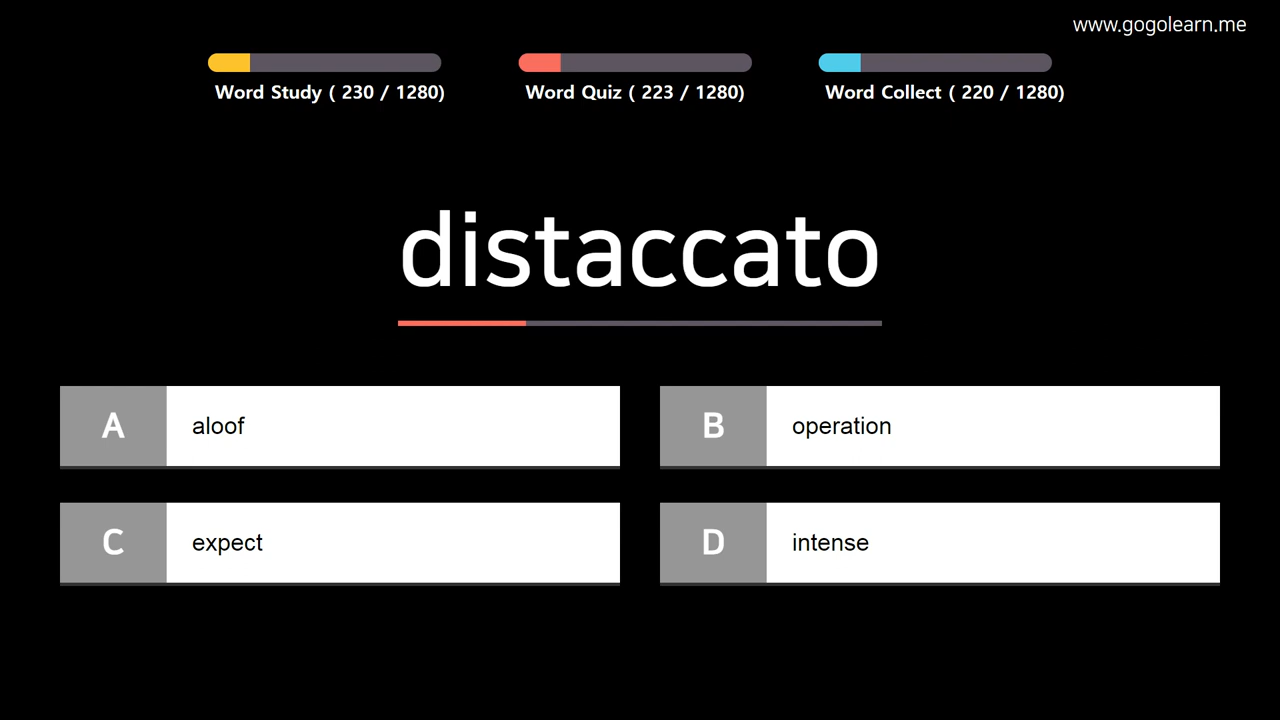 www.gogolearn.me
Word Study ( 230 / 1280)
Word Quiz ( 223 / 1280)
Word Collect ( 220 / 1280)
distaccato
A aloof
B operation
C expect
D intense